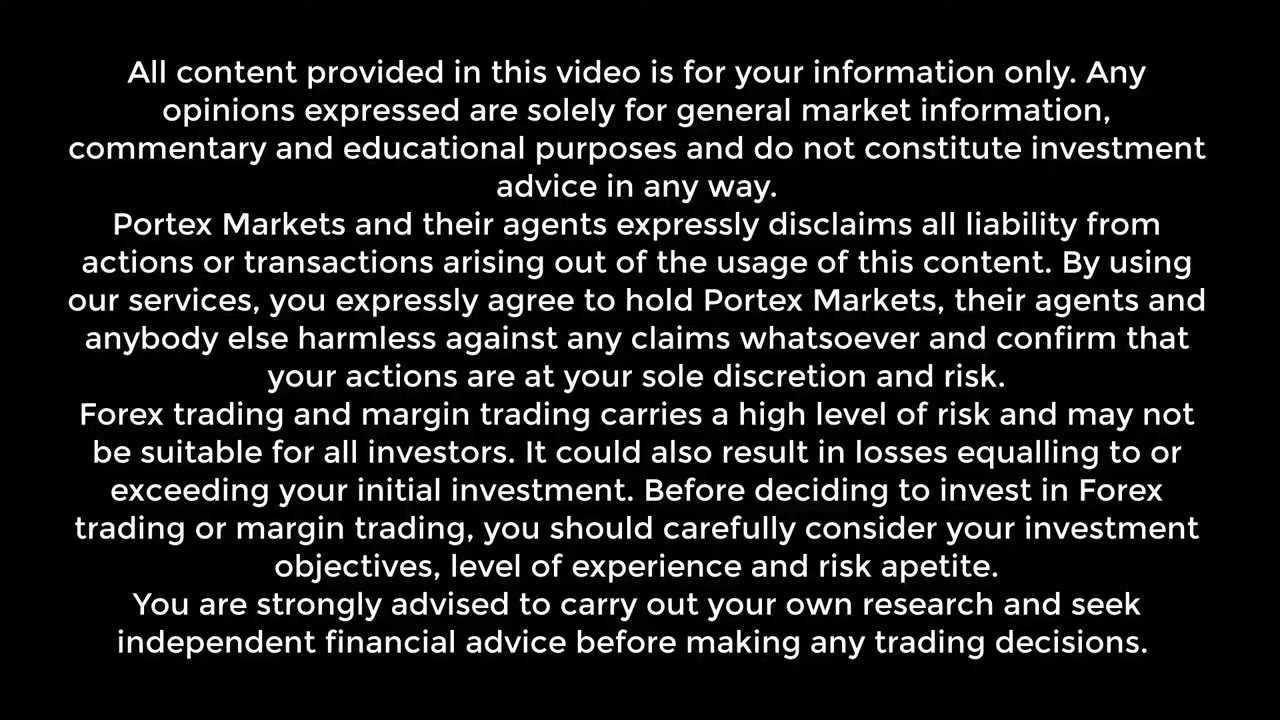 All content provided in this video is for your information only. Any
opinions expressed are solely for general market information,
commentary and educational purposes and do not constitute investment
advice in any way.
Portex Markets and their agents expressly disclaims all liability from
actions or transactions arising out of the usage of this content. By using
our services, you expressly agree to hold Portex Markets, their agents and
anybody else harmless against any claims whatsoever and confirm that
your actions are at your sole discretion and risk.
Forex trading and margin trading carries a high level of risk and may not
be suitable for all investors. It could also result in losses equalling to or
exceeding your initial investment. Before deciding to invest in Forex
trading or margin trading, you should carefully consider your investment
objectives, level of experience and risk apetite.
You are strongly advised to carry out your own research and seek
independent financial advice before making any trading decisions.